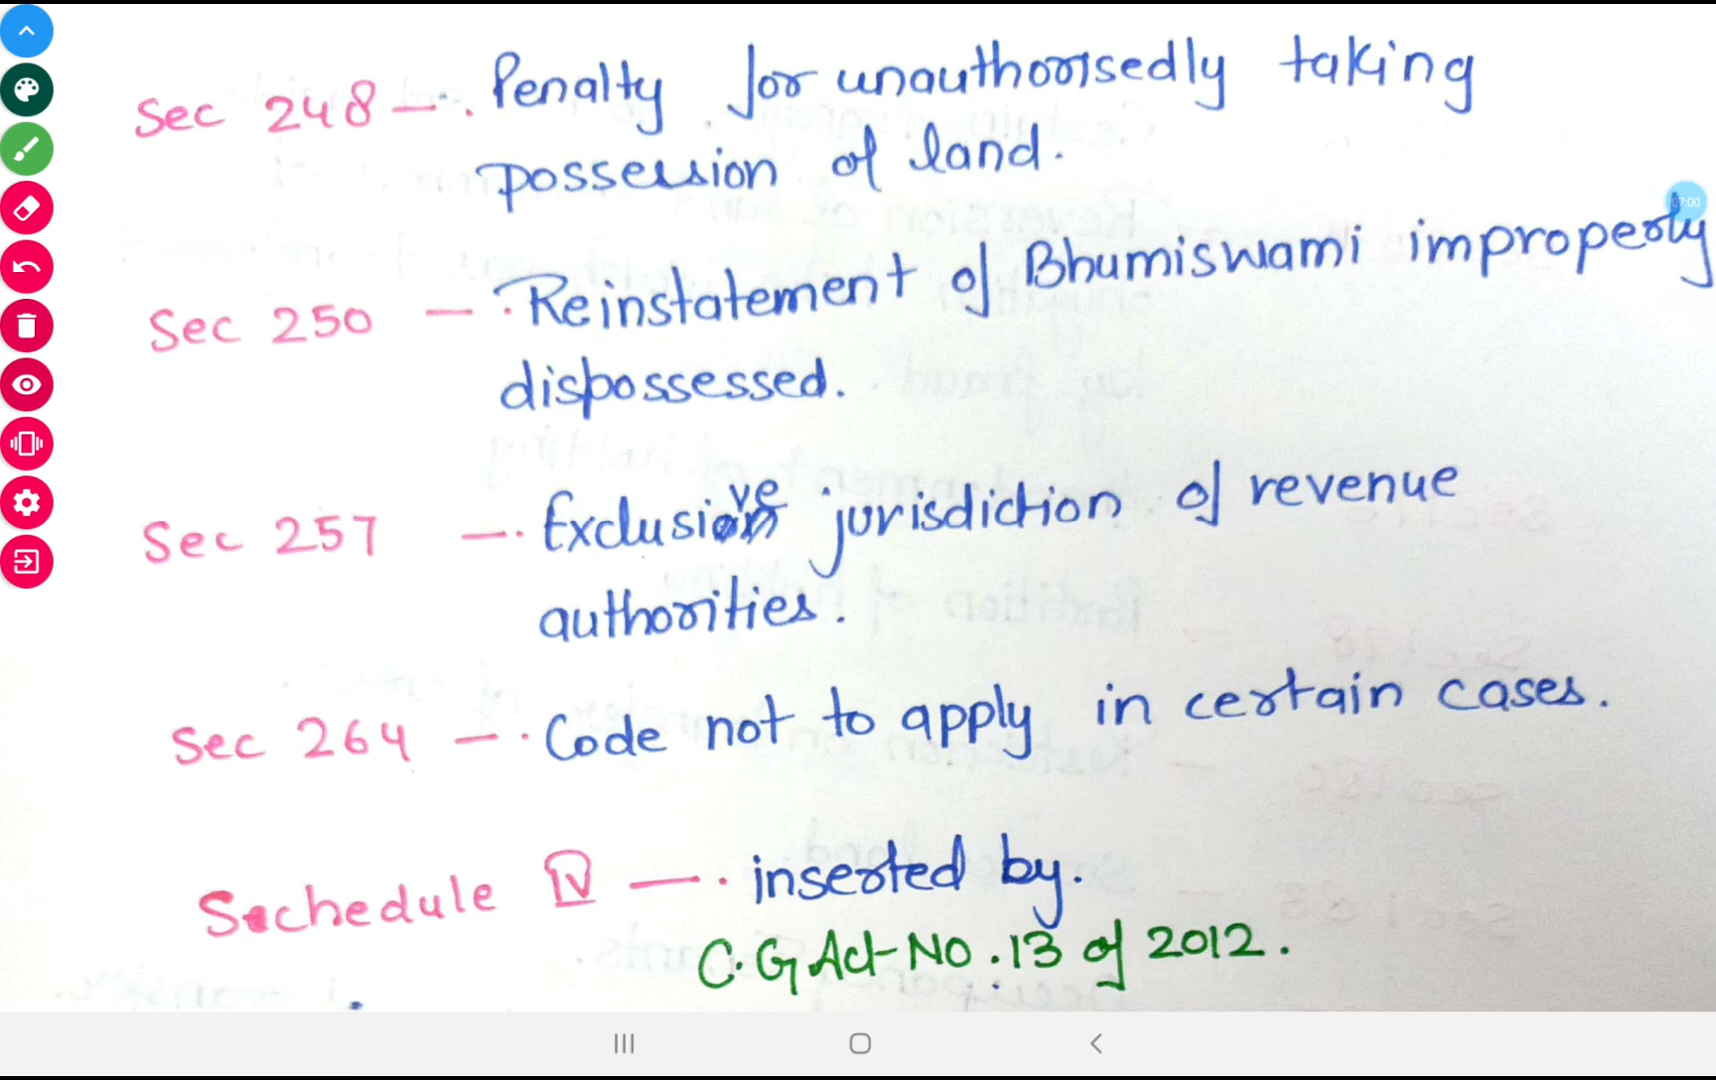 Sec 248 — . Penalty for unauthorisedly taking
possession of land.
07:00
Sec 250 — . Reinstatement of Bhumiswami improperly
dispossessed.
Sec 257 — . Exclusive jurisdiction of revenue
authorities.
Sec 264 — . Code not to apply in certain cases.
Schedule IV — . inserted by.
C.G Act No. 13 of 2012.